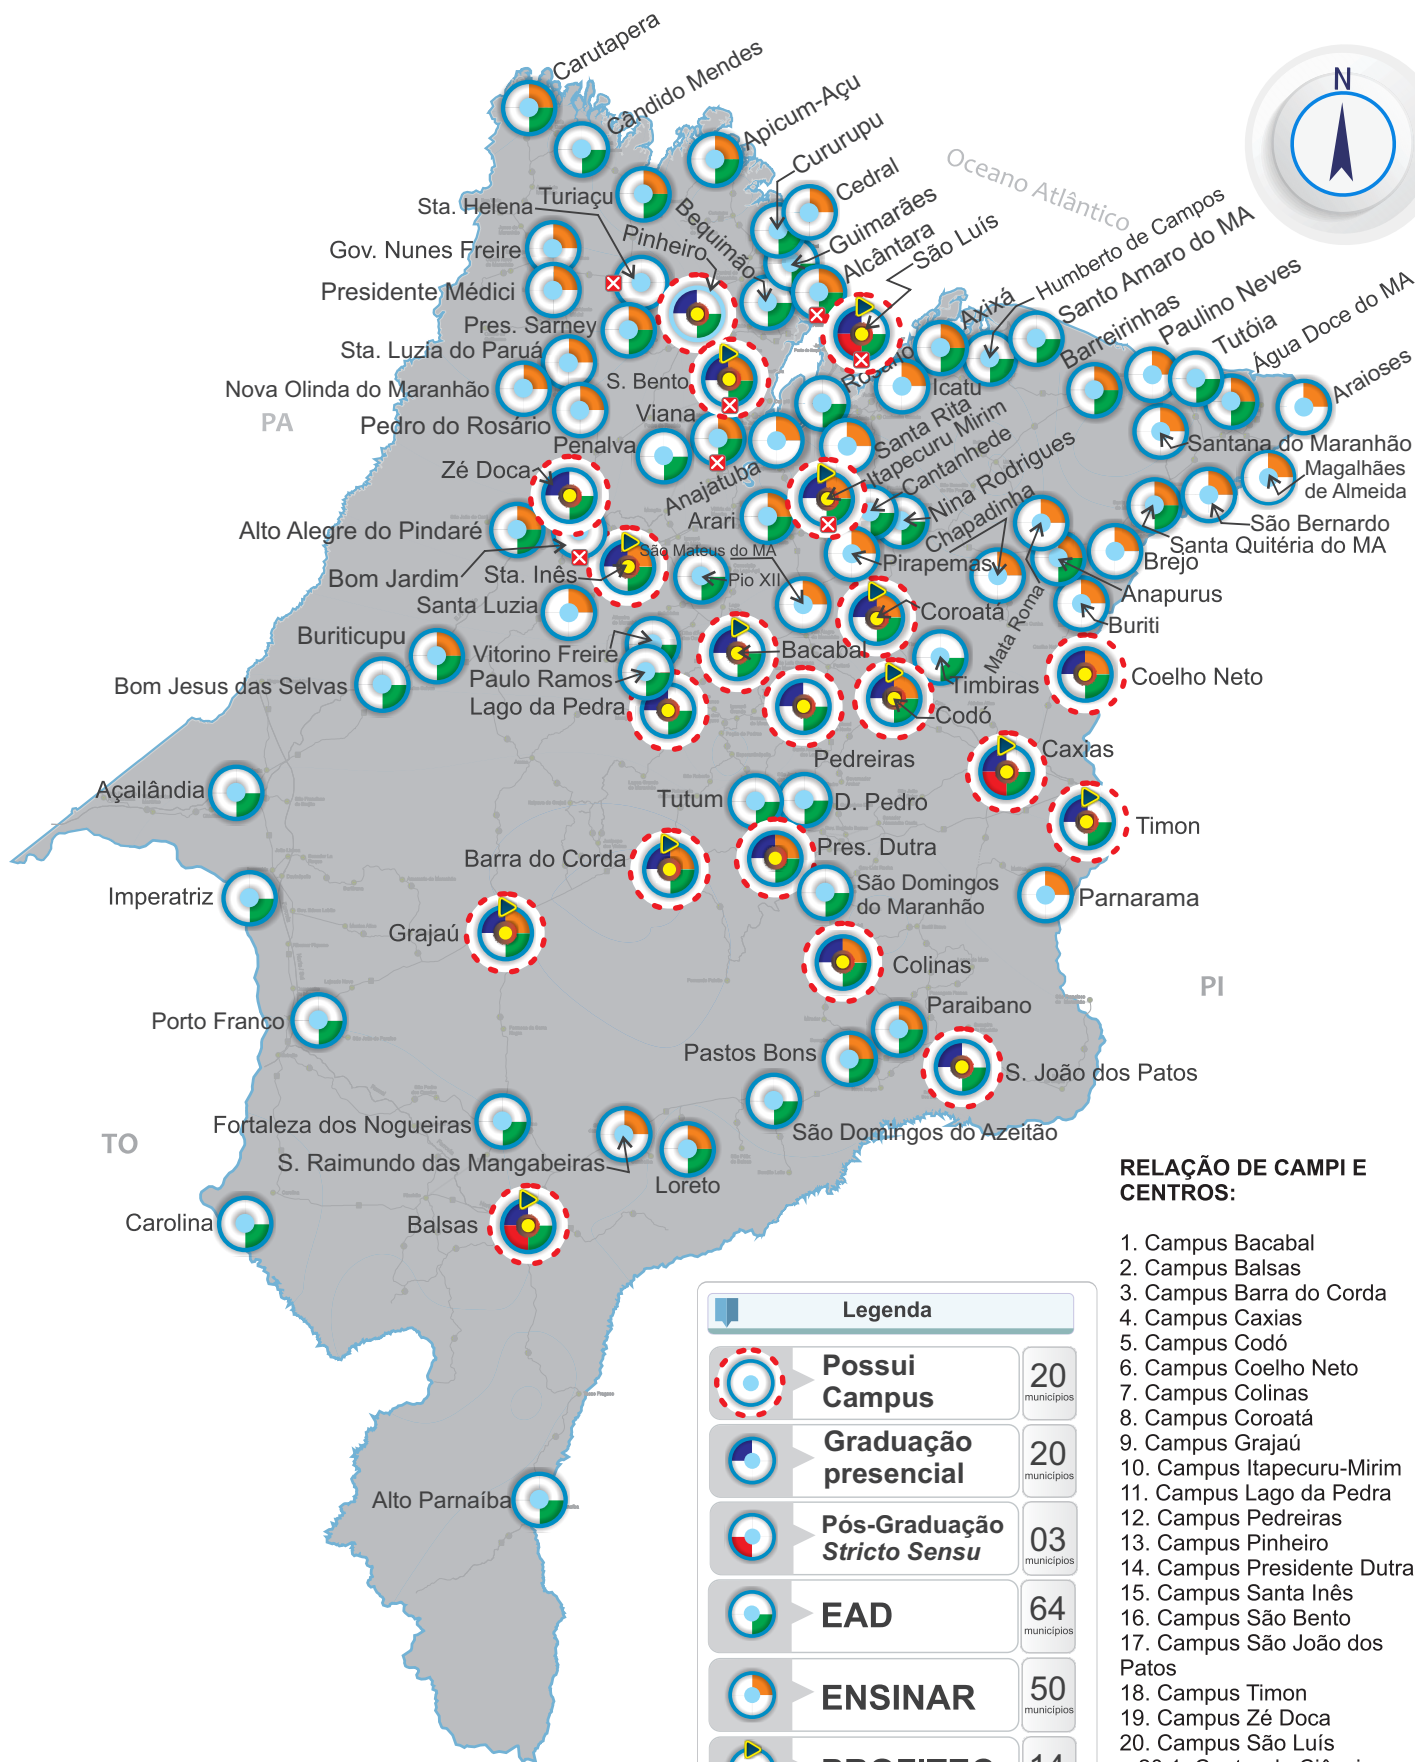 Carutapera
Cândido Mendes
Apicum-Açu
Cururupu
Cedral
Guimarães
Alcântara
São Luís
Oceano Atlântico
N
Humberto de Campos
Santo Amaro do MA
Sta. Helena
Turiaçu
Bequimão
Pinheiro
Gov. Nunes Freire
Presidente Médici
Pres. Sarney
Sta. Luzia do Paruá
Nova Olinda do Maranhão
S. Bento
PA
Pedro do Rosário
Viana
Penalva
Zé Doca
Rosário
Axixá
Icatu
Barreirinhas
Paulino Neves
Tutóia
Água Doce do MA
Araioses
Santana do Maranhão
Magalhães
de Almeida
São Bernardo
Santa Quitéria do MA
Brejo
Anapurus
Buriti
Santa Rita
Itapecuru Mirim
Cantanhede
Nina Rodrigues
Chapadinha
Mata Roma
Anajatuba
Arari
Alto Alegre do Pindaré
Bom Jardim
Sta. Inês
São Mateus do MA
Pio XII
Pirapemas
Santa Luzia
Coroatá
Buriticupu
Vitorino Freire
Bacabal
Paulo Ramos
Timbiras
Coelho Neto
Bom Jesus das Selvas
Lago da Pedra
Codó
Pedreiras
Caxias
Açailândia
Tutum
D. Pedro
Timon
Barra do Corda
Pres. Dutra
São Domingos
do Maranhão
Imperatriz
Parnarama
Grajaú
Colinas
PI
Porto Franco
Paraibano
Pastos Bons
S. João dos Patos
Fortaleza dos Nogueiras
São Domingos do Azeitão
TO
S. Raimundo das Mangabeiras
Loreto
Carolina
Balsas
Alto Parnaíba
RELAÇÃO DE CAMPI E
CENTROS:
1. Campus Bacabal
2. Campus Balsas
3. Campus Barra do Corda
4. Campus Caxias
5. Campus Codó
6. Campus Coelho Neto
7. Campus Colinas
8. Campus Coroatá
9. Campus Grajaú
10. Campus Itapecuru-Mirim
11. Campus Lago da Pedra
12. Campus Pedreiras
13. Campus Pinheiro
14. Campus Presidente Dutra
15. Campus Santa Inês
16. Campus São Bento
17. Campus São João dos
Patos
18. Campus Timon
19. Campus Zé Doca
20. Campus São Luís
Legenda
Possui
Campus
20
municípios
Graduação
presencial
20
municípios
Pós-Graduação
Stricto Sensu
03
municípios
EAD
64
municípios
ENSINAR
50
municípios
14